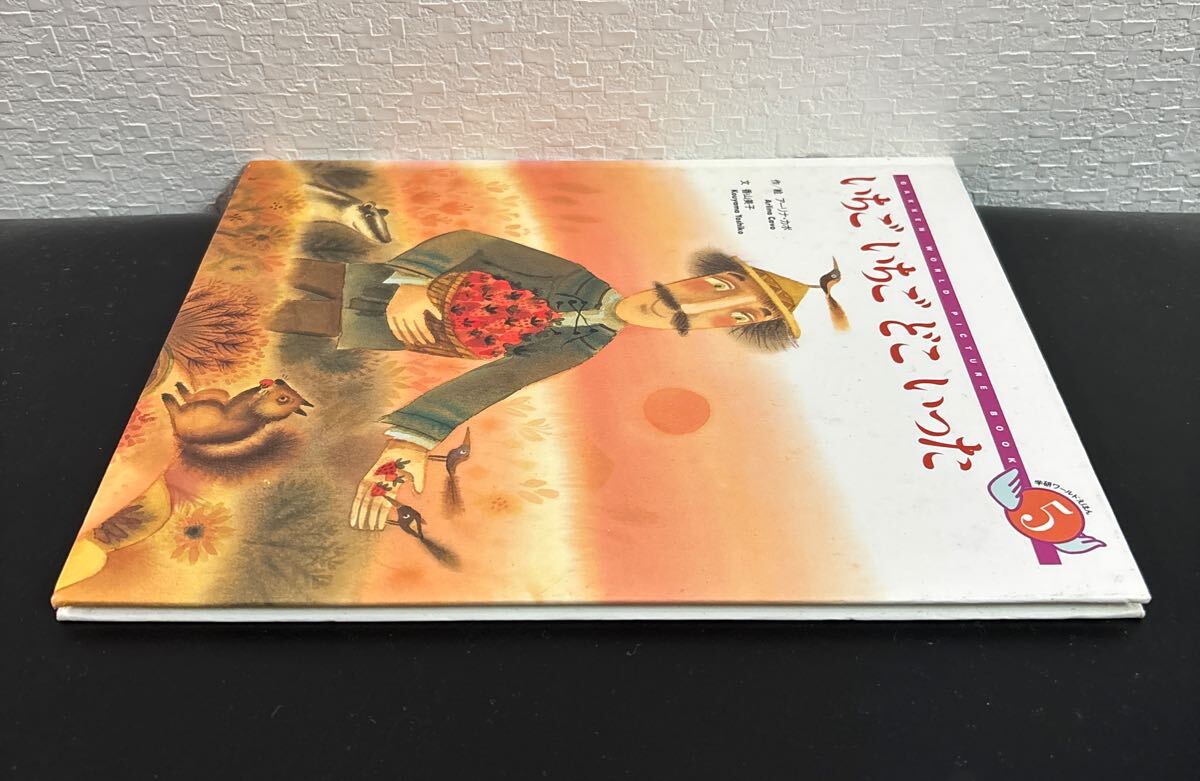 GAKKEN WORLD PICTURE BOOK
学研ワールドえほん
5
いちごいちごどこいった
作・絵 アーリナ・カボ
Arlina Cavo
文 香山美子
Kouyama Yoshiko